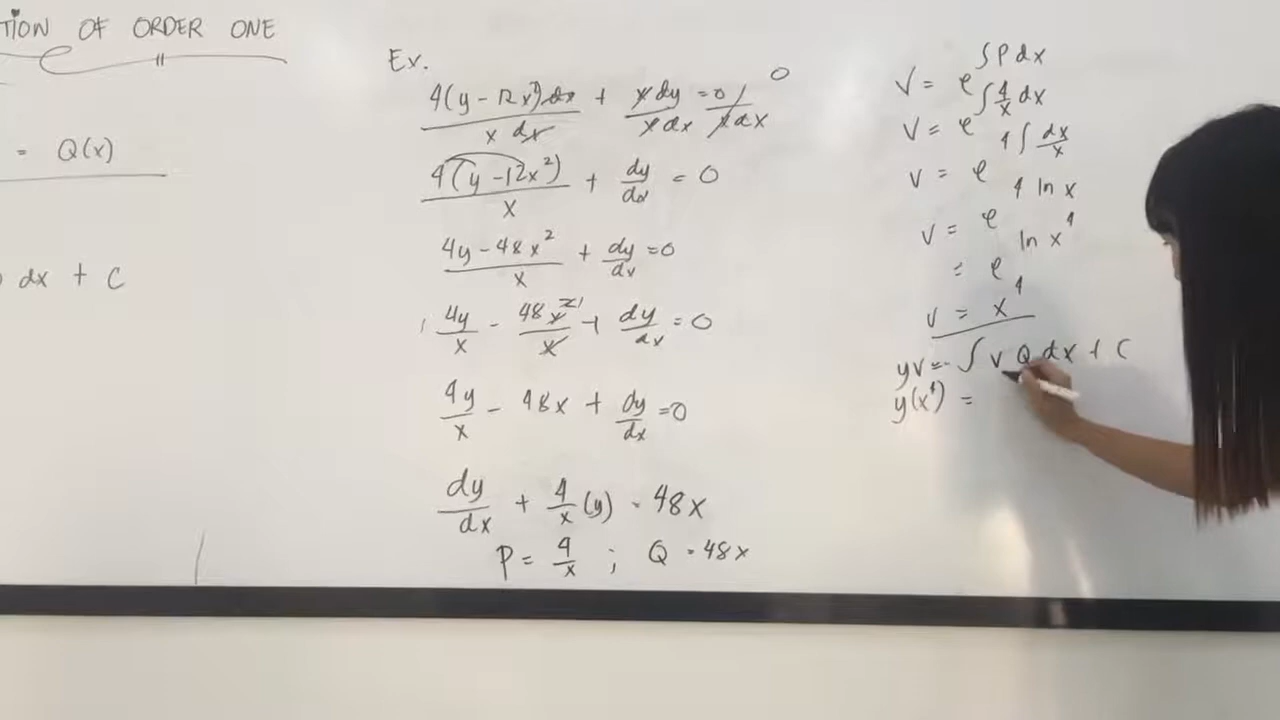 TION OF ORDER ONE
= Q(x)
dx + C
Ex.
4(y - 12x²)dx / x dx + x dy / x dx = 0 / x dx 0
4(y - 12x²) / x + dy/dx = 0
4y - 48x² / x + dy/dx = 0
4y/x - 48x² / x + dy/dx = 0
4y/x - 48x + dy/dx = 0
dy/dx + 4/x (y) = 48x
P = 4/x ; Q = 48x
V = e^∫P dx
V = e^∫4/x dx
V = e^4∫dx/x
V = e^4 ln x
= e^ln x⁴
V = x⁴
yv = ∫ v Q dx + C
y(x⁴) =